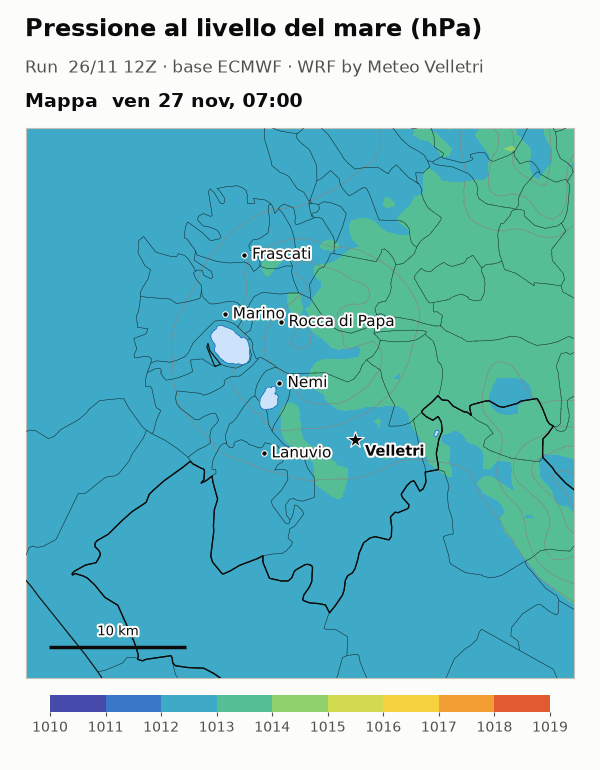 Pressione al livello del mare (hPa)
Run 26/11 12Z · base ECMWF · WRF by Meteo Velletri
Mappa ven 27 nov, 07:00
Frascati
Marino
Rocca di Papa
Nemi
Velletri
Lanuvio
10 km
1010 1011 1012 1013 1014 1015 1016 1017 1018 1019